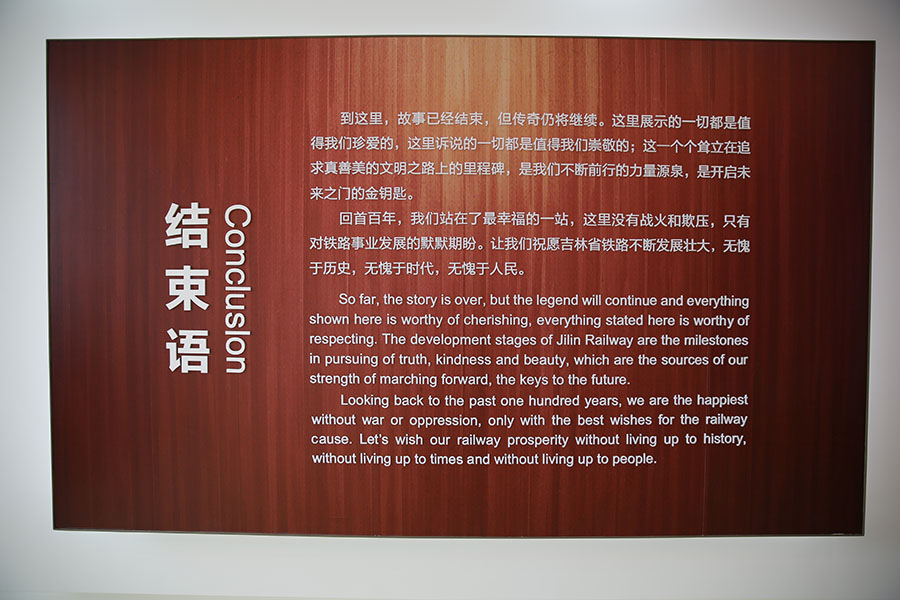 结束语
Conclusion
到这里，故事已经结束，但传奇仍将继续。这里展示的一切都是值
得我们珍爱的，这里诉说的一切都是值得我们崇敬的；这一个个耸立在追
求真善美的文明之路上的里程碑，是我们不断前行的力量源泉，是开启未
来之门的金钥匙。
回首百年，我们站在了最幸福的一站，这里没有战火和欺压，只有
对铁路事业发展的默默期盼。让我们祝愿吉林省铁路不断发展壮大，无愧
于历史，无愧于时代，无愧于人民。
So far, the story is over, but the legend will continue and everything
shown here is worthy of cherishing, everything stated here is worthy of
respecting. The development stages of Jilin Railway are the milestones
in pursuing of truth, kindness and beauty, which are the sources of our
strength of marching forward, the keys to the future.
Looking back to the past one hundred years, we are the happiest
without war or oppression, only with the best wishes for the railway
cause. Let's wish our railway prosperity without living up to history,
without living up to times and without living up to people.